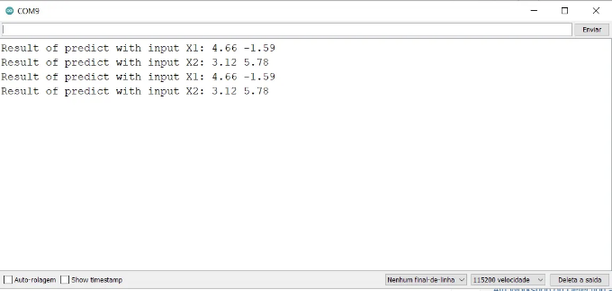 COM9
Enviar
Result of predict with input X1: 4.66 -1.59
Result of predict with input X2: 3.12 5.78
Result of predict with input X1: 4.66 -1.59
Result of predict with input X2: 3.12 5.78
Auto-rolagem Show timestamp Nenhum final-de-linha 115200 velocidade Deleta a saida